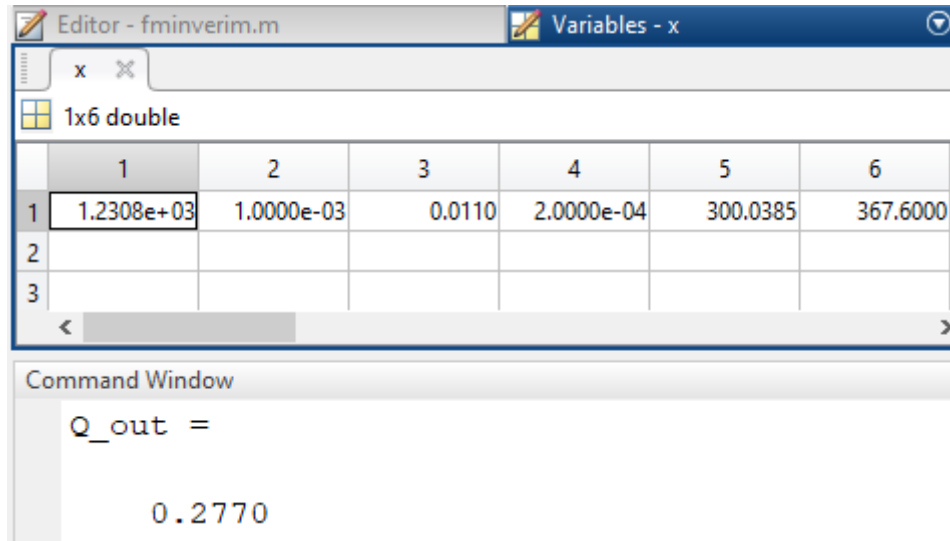 Editor - fminverim.m Variables - x
x
1x6 double
1 2 3 4 5 6
1 1.2308e+03 1.0000e-03 0.0110 2.0000e-04 300.0385 367.6000
2
3
Command Window
Q_out =
0.2770